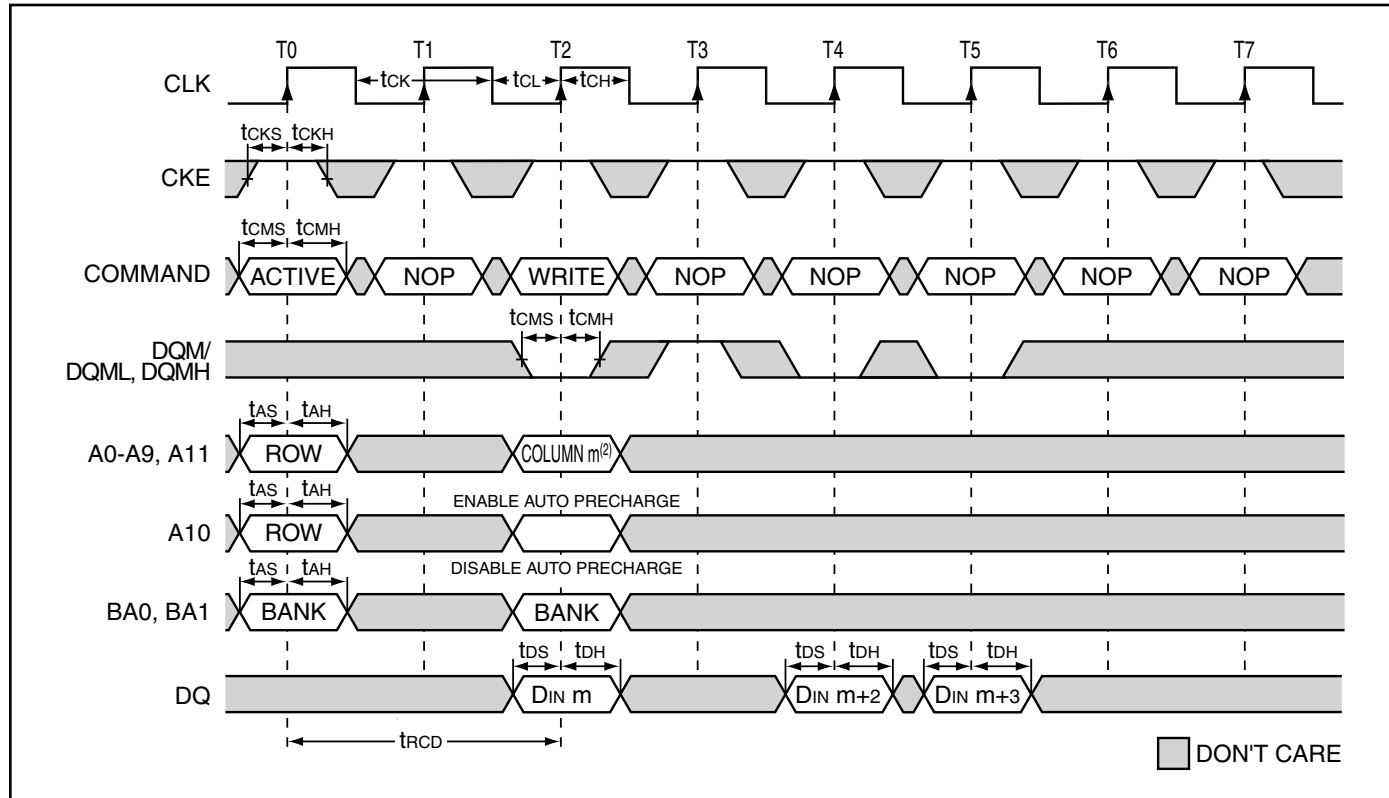 T0 T1 T2 T3 T4 T5 T6 T7
CLK tCK tCL tCH
tCKS tCKH
CKE
tCMS tCMH
COMMAND ACTIVE NOP WRITE NOP NOP NOP NOP NOP
tCMS tCMH
DQM/
DQML, DQMH
tAS tAH
A0-A9, A11 ROW COLUMN m(2)
tAS tAH ENABLE AUTO PRECHARGE
A10 ROW
tAS tAH DISABLE AUTO PRECHARGE
BA0, BA1 BANK BANK
tDS tDH tDS tDH tDS tDH
DQ DIN m DIN m+2 DIN m+3
tRCD
DON'T CARE